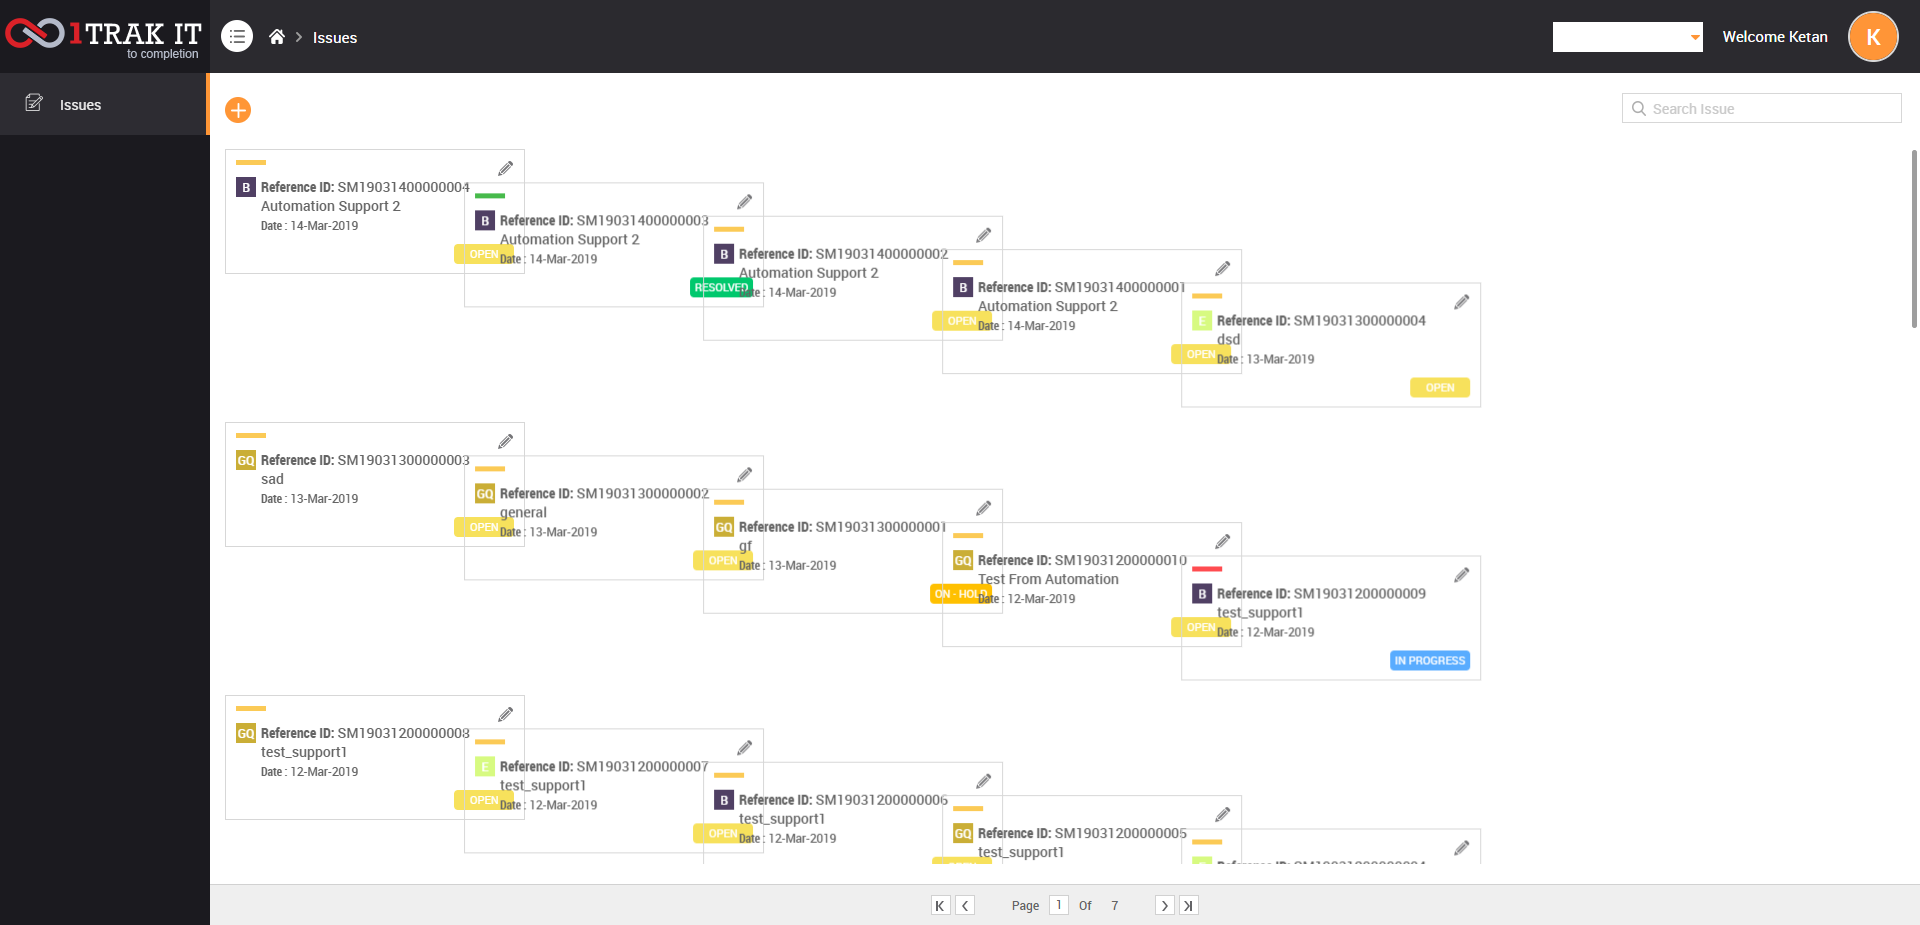 1TRAK IT
to completion
Issues
Welcome Ketan
K
Issues
Search Issue
B
Reference ID: SM19031400000004
Automation Support 2
Date : 14-Mar-2019
OPEN
B
Reference ID: SM19031400000003
Automation Support 2
Date : 14-Mar-2019
RESOLVED
B
Reference ID: SM19031400000002
Automation Support 2
Date : 14-Mar-2019
OPEN
B
Reference ID: SM19031400000001
Automation Support 2
Date : 14-Mar-2019
OPEN
E
Reference ID: SM19031300000004
dsd
Date : 13-Mar-2019
OPEN
GQ
Reference ID: SM19031300000003
sad
Date : 13-Mar-2019
OPEN
GQ
Reference ID: SM19031300000002
general
Date : 13-Mar-2019
OPEN
GQ
Reference ID: SM19031300000001
gf
Date : 13-Mar-2019
ON - HOLD
GQ
Reference ID: SM19031200000010
Test From Automation
Date : 12-Mar-2019
OPEN
B
Reference ID: SM19031200000009
test_support1
Date : 12-Mar-2019
IN PROGRESS
GQ
Reference ID: SM19031200000008
test_support1
Date : 12-Mar-2019
OPEN
E
Reference ID: SM19031200000007
test_support1
Date : 12-Mar-2019
OPEN
B
Reference ID: SM19031200000006
test_support1
Date : 12-Mar-2019
GQ
Reference ID: SM19031200000005
test_support1
Page 1 Of 7